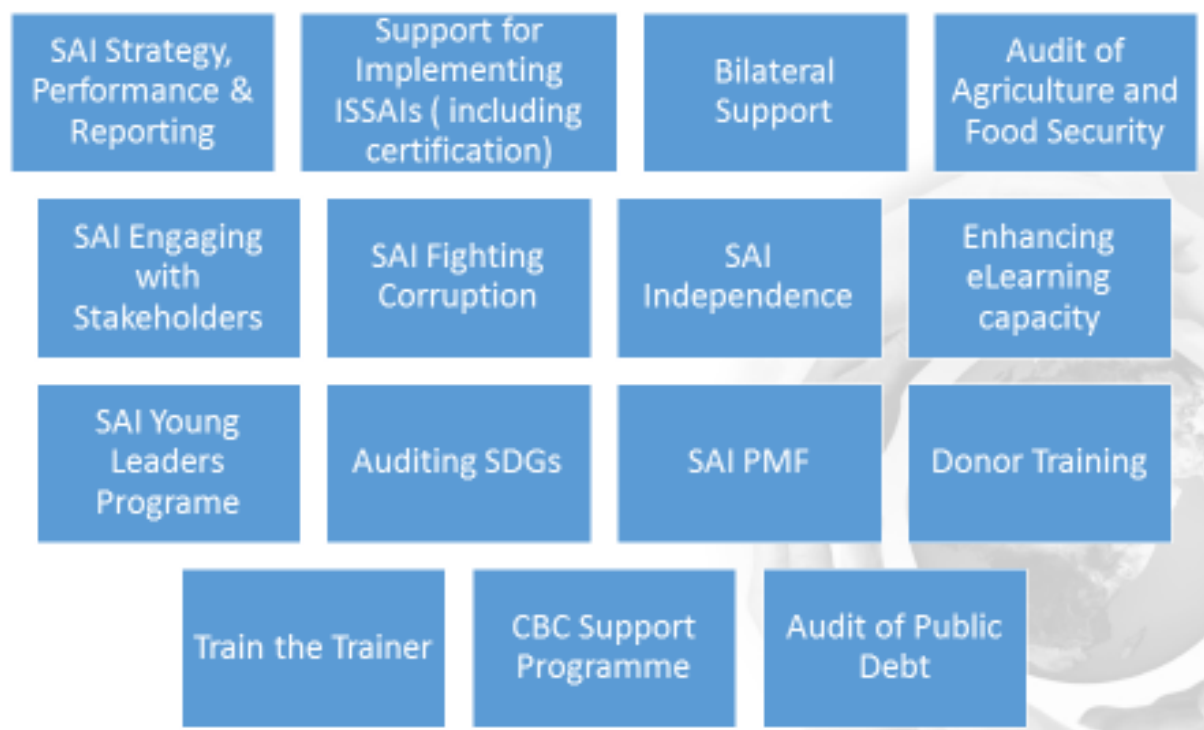 SAI Strategy,
Performance &
Reporting
Support for
Implementing
ISSAIs ( including
certification)
Bilateral
Support
Audit of
Agriculture and
Food Security
SAI Engaging
with
Stakeholders
SAI Fighting
Corruption
SAI
Independence
Enhancing
eLearning
capacity
SAI Young
Leaders
Programe
Auditing SDGs
SAI PMF
Donor Training
Train the Trainer
CBC Support
Programme
Audit of Public
Debt